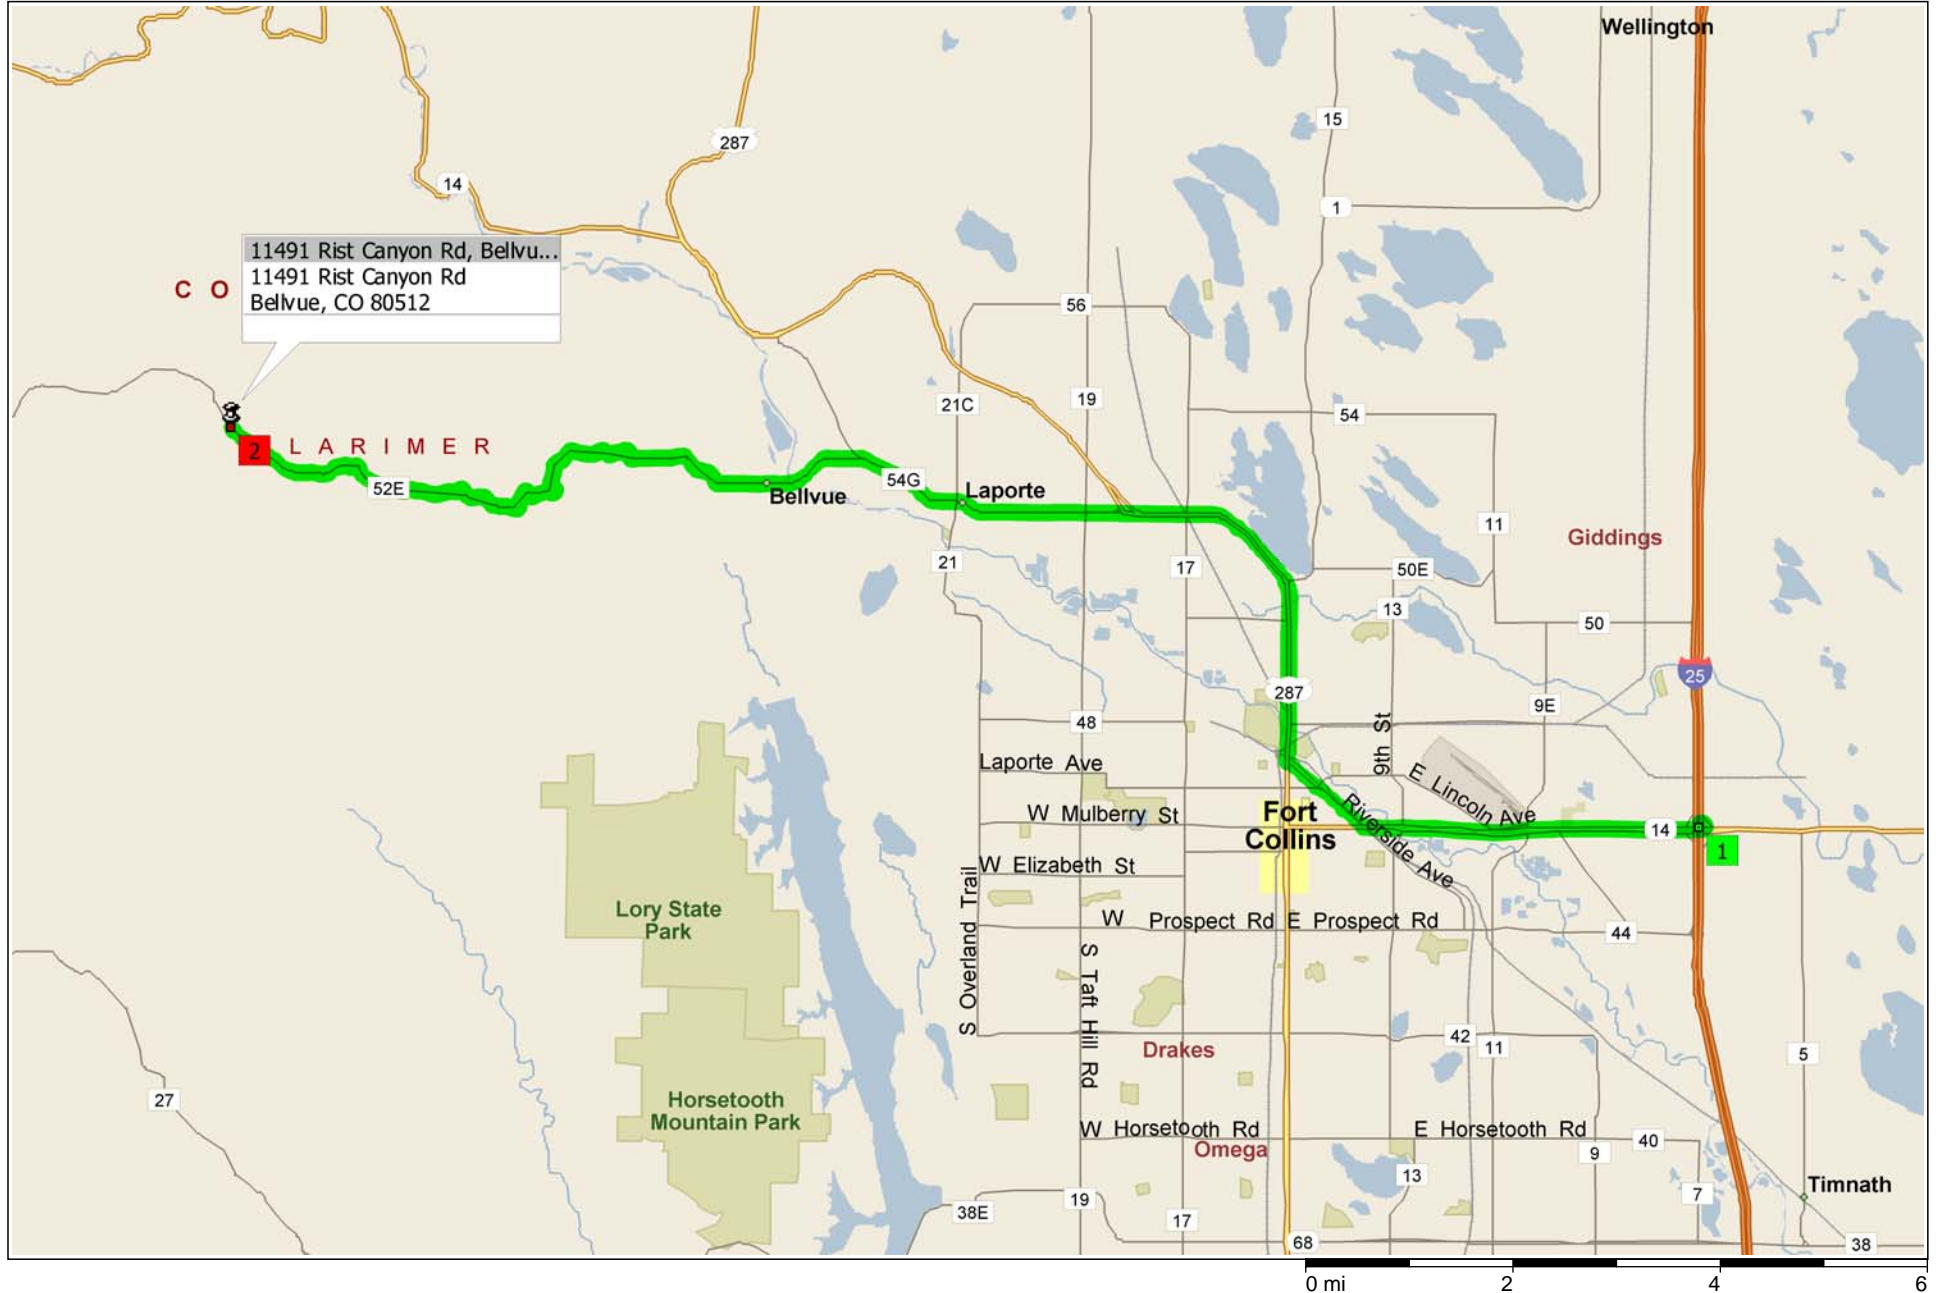 Wellington
15
287
14
1
11491 Rist Canyon Rd, Bellvu...
11491 Rist Canyon Rd
Bellvue, CO 80512
C O
56
19
21C
54
2
L A R I M E R
52E
54G
Bellvue
Laporte
11
Giddings
21
17
50E
13
50
25
287
9E
48
9th St
Laporte Ave
E Lincoln Ave
W Mulberry St
Fort
Collins
Riverside Ave
14
1
W Elizabeth St
S Overland Trail
Lory State
Park
W Prospect Rd
E Prospect Rd
44
S Taft Hill Rd
42
11
Drakes
5
27
Horsetooth
Mountain Park
W Horsetooth Rd
E Horsetooth Rd
40
Omega
9
13
Timnath
7
19
38E
17
68
38
0 mi
2
4
6